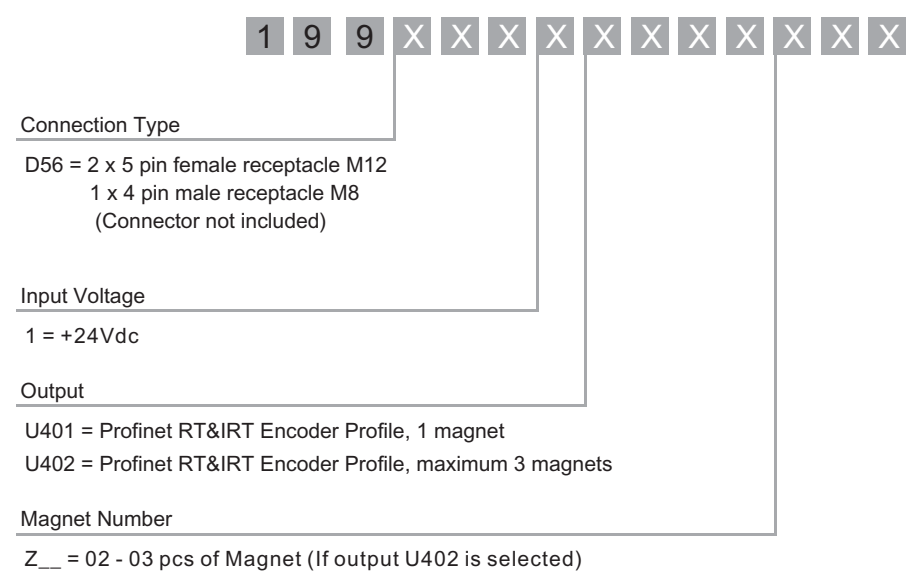 1 9 9 X X X X X X X X X X X
Connection Type
D56 = 2 x 5 pin female receptacle M12
1 x 4 pin male receptacle M8
(Connector not included)
Input Voltage
1 = +24Vdc
Output
U401 = Profinet RT&IRT Encoder Profile, 1 magnet
U402 = Profinet RT&IRT Encoder Profile, maximum 3 magnets
Magnet Number
Z__ = 02 - 03 pcs of Magnet (If output U402 is selected)